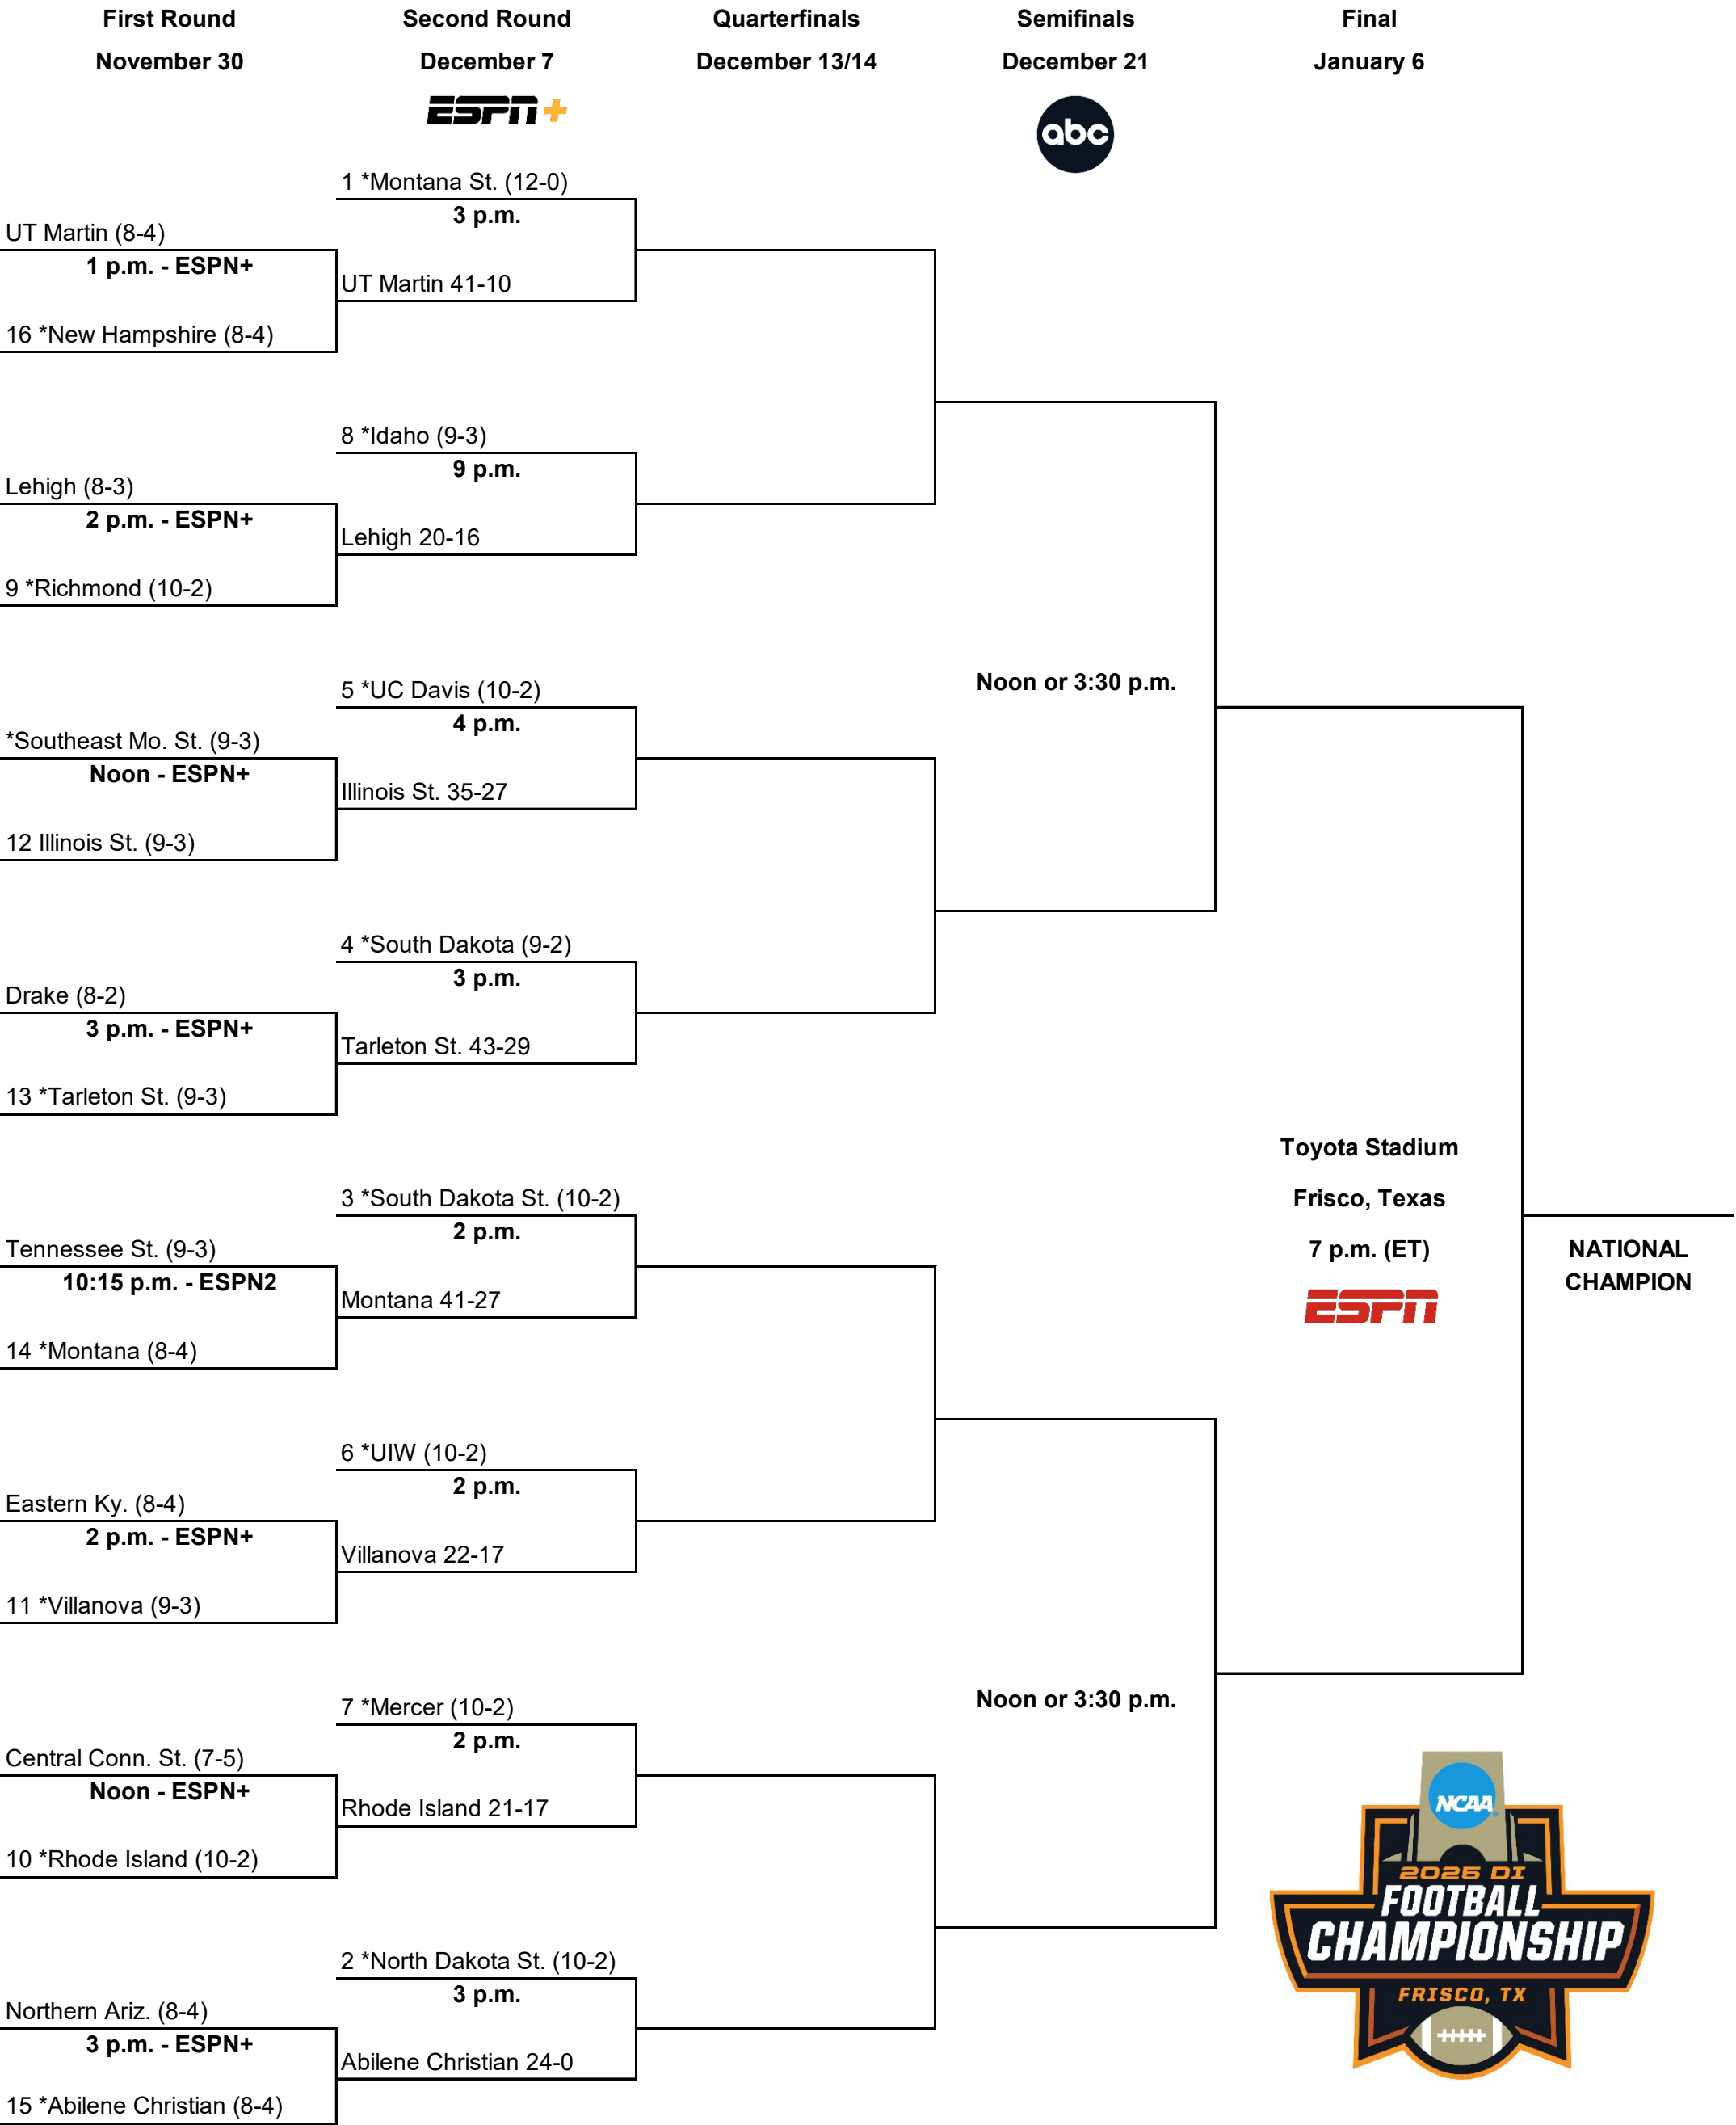 First Round
Second Round
Quarterfinals
Semifinals
Final
November 30
December 7
December 13/14
December 21
January 6
ESPN+
abc
1 *Montana St. (12-0)
3 p.m.
UT Martin (8-4)
1 p.m. - ESPN+
UT Martin 41-10
16 *New Hampshire (8-4)
8 *Idaho (9-3)
9 p.m.
Lehigh (8-3)
2 p.m. - ESPN+
Lehigh 20-16
9 *Richmond (10-2)
Noon or 3:30 p.m.
5 *UC Davis (10-2)
4 p.m.
*Southeast Mo. St. (9-3)
Noon - ESPN+
Illinois St. 35-27
12 Illinois St. (9-3)
4 *South Dakota (9-2)
3 p.m.
Drake (8-2)
3 p.m. - ESPN+
Tarleton St. 43-29
13 *Tarleton St. (9-3)
Toyota Stadium
Frisco, Texas
7 p.m. (ET)
ESPN
NATIONAL
CHAMPION
3 *South Dakota St. (10-2)
2 p.m.
Tennessee St. (9-3)
10:15 p.m. - ESPN2
Montana 41-27
14 *Montana (8-4)
6 *UIW (10-2)
2 p.m.
Eastern Ky. (8-4)
2 p.m. - ESPN+
Villanova 22-17
11 *Villanova (9-3)
Noon or 3:30 p.m.
7 *Mercer (10-2)
2 p.m.
Central Conn. St. (7-5)
Noon - ESPN+
Rhode Island 21-17
10 *Rhode Island (10-2)
2 *North Dakota St. (10-2)
3 p.m.
Northern Ariz. (8-4)
3 p.m. - ESPN+
Abilene Christian 24-0
15 *Abilene Christian (8-4)
NCAA
2025 DI
FOOTBALL
CHAMPIONSHIP
FRISCO, TX